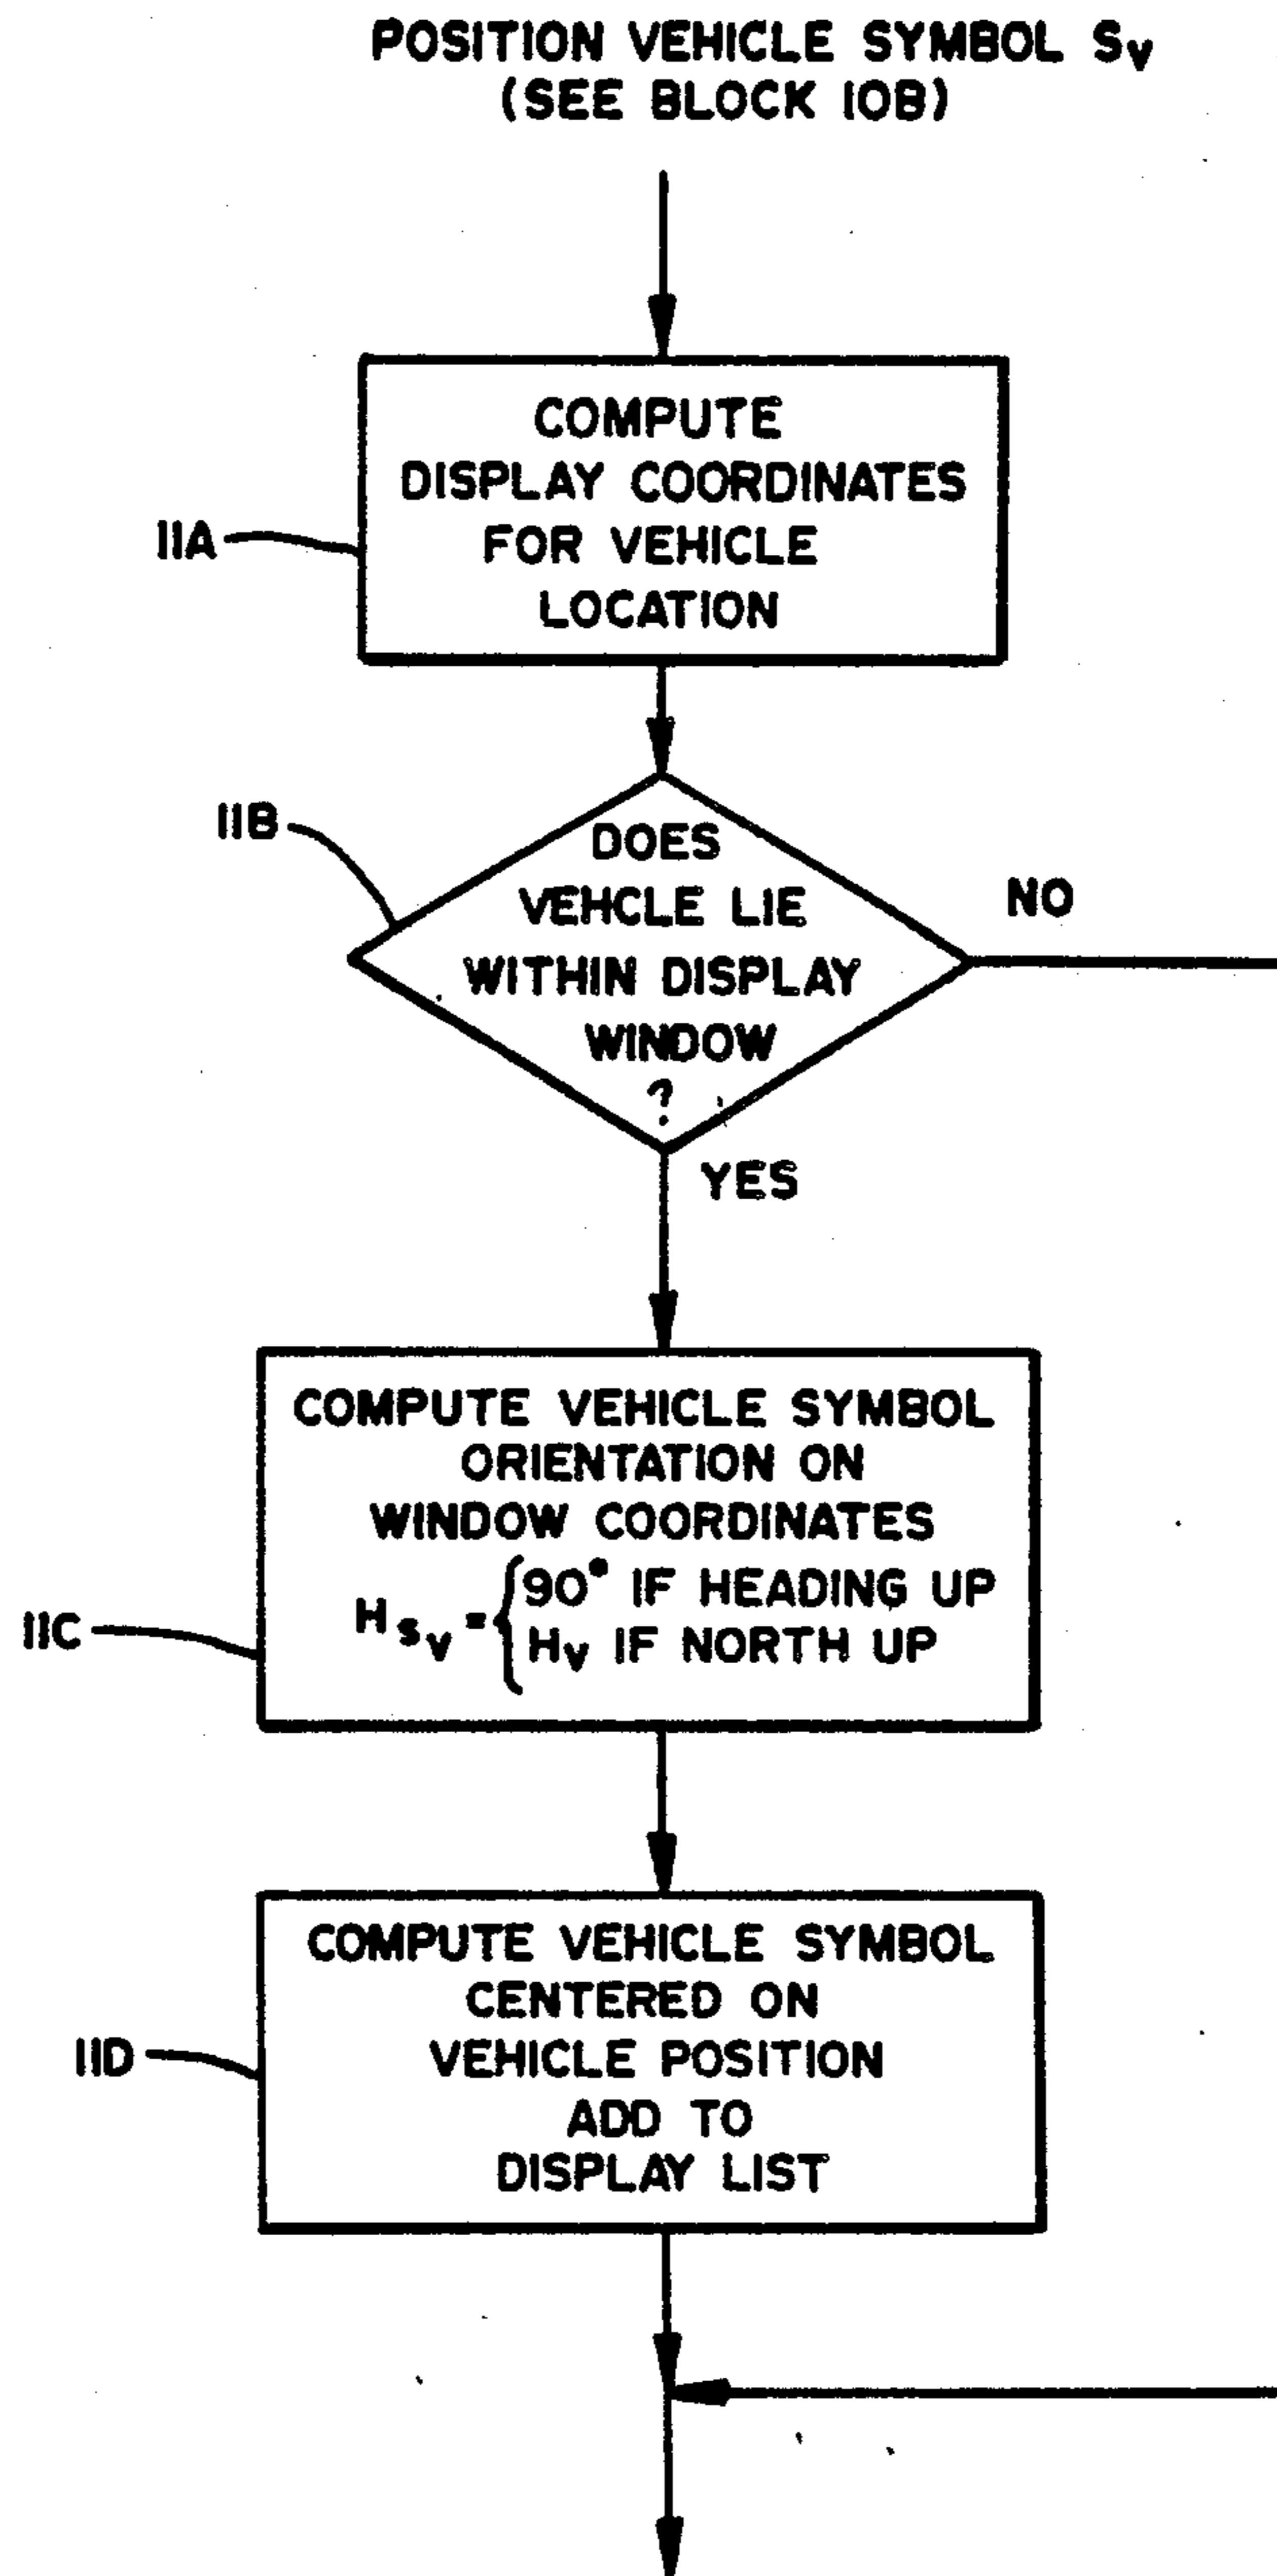 POSITION VEHICLE SYMBOL Sv
(SEE BLOCK 10B)
COMPUTE
DISPLAY COORDINATES
FOR VEHICLE
LOCATION
11A
11B
DOES
VEHCLE LIE
WITHIN DISPLAY
WINDOW
?
NO
YES
COMPUTE VEHICLE SYMBOL
ORIENTATION ON
WINDOW COORDINATES
H s v = { 90° IF HEADING UP
Hv IF NORTH UP
11C
COMPUTE VEHICLE SYMBOL
CENTERED ON
VEHICLE POSITION
ADD TO
DISPLAY LIST
11D